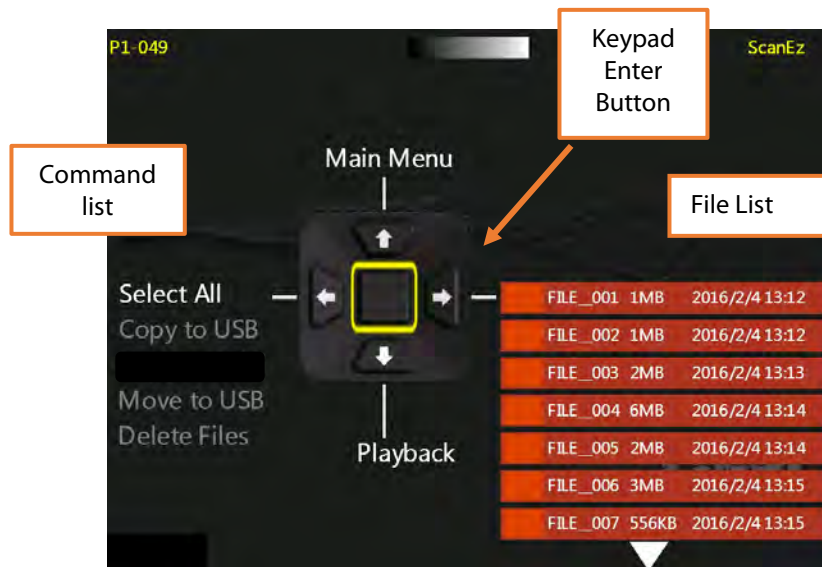 P1-049
ScanEz
Keypad
Enter
Button
Command
list
Main Menu
File List
Select All
Copy to USB
Move to USB
Delete Files
Playback
FILE_001 1MB 2016/2/4 13:12
FILE_002 1MB 2016/2/4 13:12
FILE_003 2MB 2016/2/4 13:13
FILE_004 6MB 2016/2/4 13:14
FILE_005 2MB 2016/2/4 13:14
FILE_006 3MB 2016/2/4 13:15
FILE_007 556KB 2016/2/4 13:15